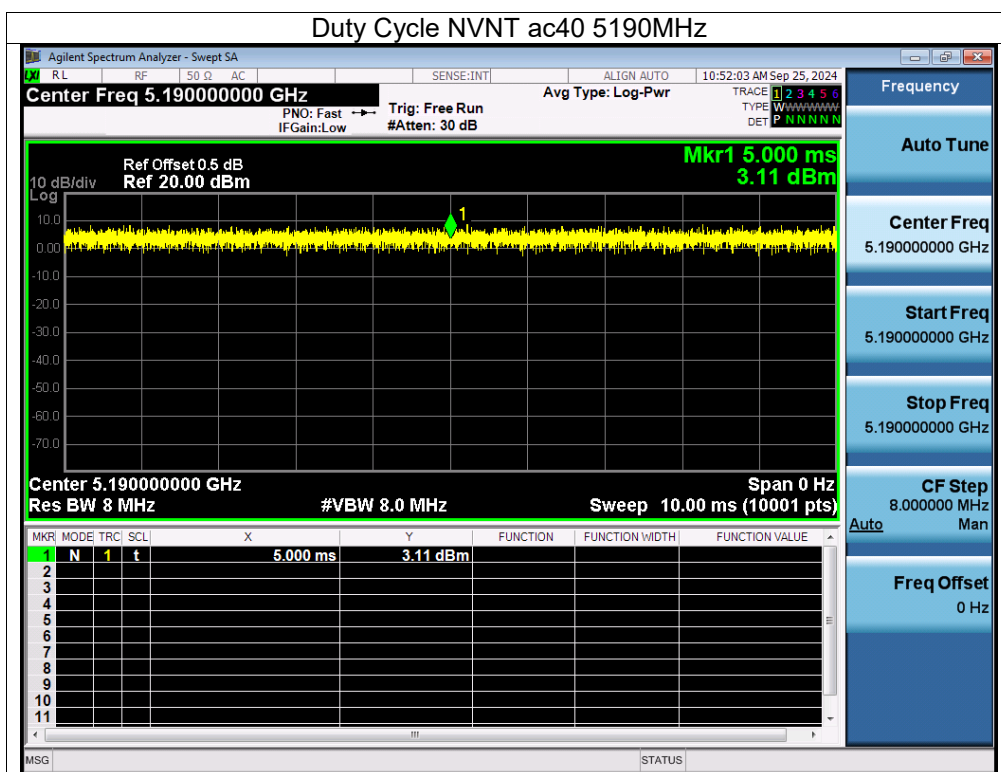 Duty Cycle NVNT ac40 5190MHz
Agilent Spectrum Analyzer - Swept SA
LXI RL RF 50 Ω AC SENSE:INT ALIGN AUTO 10:52:03 AM Sep 25, 2024
Center Freq 5.190000000 GHz
PNO: Fast
IFGain:Low
Trig: Free Run
#Atten: 30 dB
Avg Type: Log-Pwr
TRACE 1 2 3 4 5 6
TYPE WWWWWW
DET P N N N N N
Ref Offset 0.5 dB
10 dB/div Ref 20.00 dBm
Log
Mkr1 5.000 ms
3.11 dBm
1
10.0
0.00
-10.0
-20.0
-30.0
-40.0
-50.0
-60.0
-70.0
Center 5.190000000 GHz Span 0 Hz
Res BW 8 MHz #VBW 8.0 MHz Sweep 10.00 ms (10001 pts)
MKR MODE TRC SCL X Y FUNCTION FUNCTION WIDTH FUNCTION VALUE
1 N 1 t 5.000 ms 3.11 dBm
2
3
4
5
6
7
8
9
10
11
MSG STATUS
Frequency
Auto Tune
Center Freq
5.190000000 GHz
Start Freq
5.190000000 GHz
Stop Freq
5.190000000 GHz
CF Step
8.000000 MHz
Auto Man
Freq Offset
0 Hz